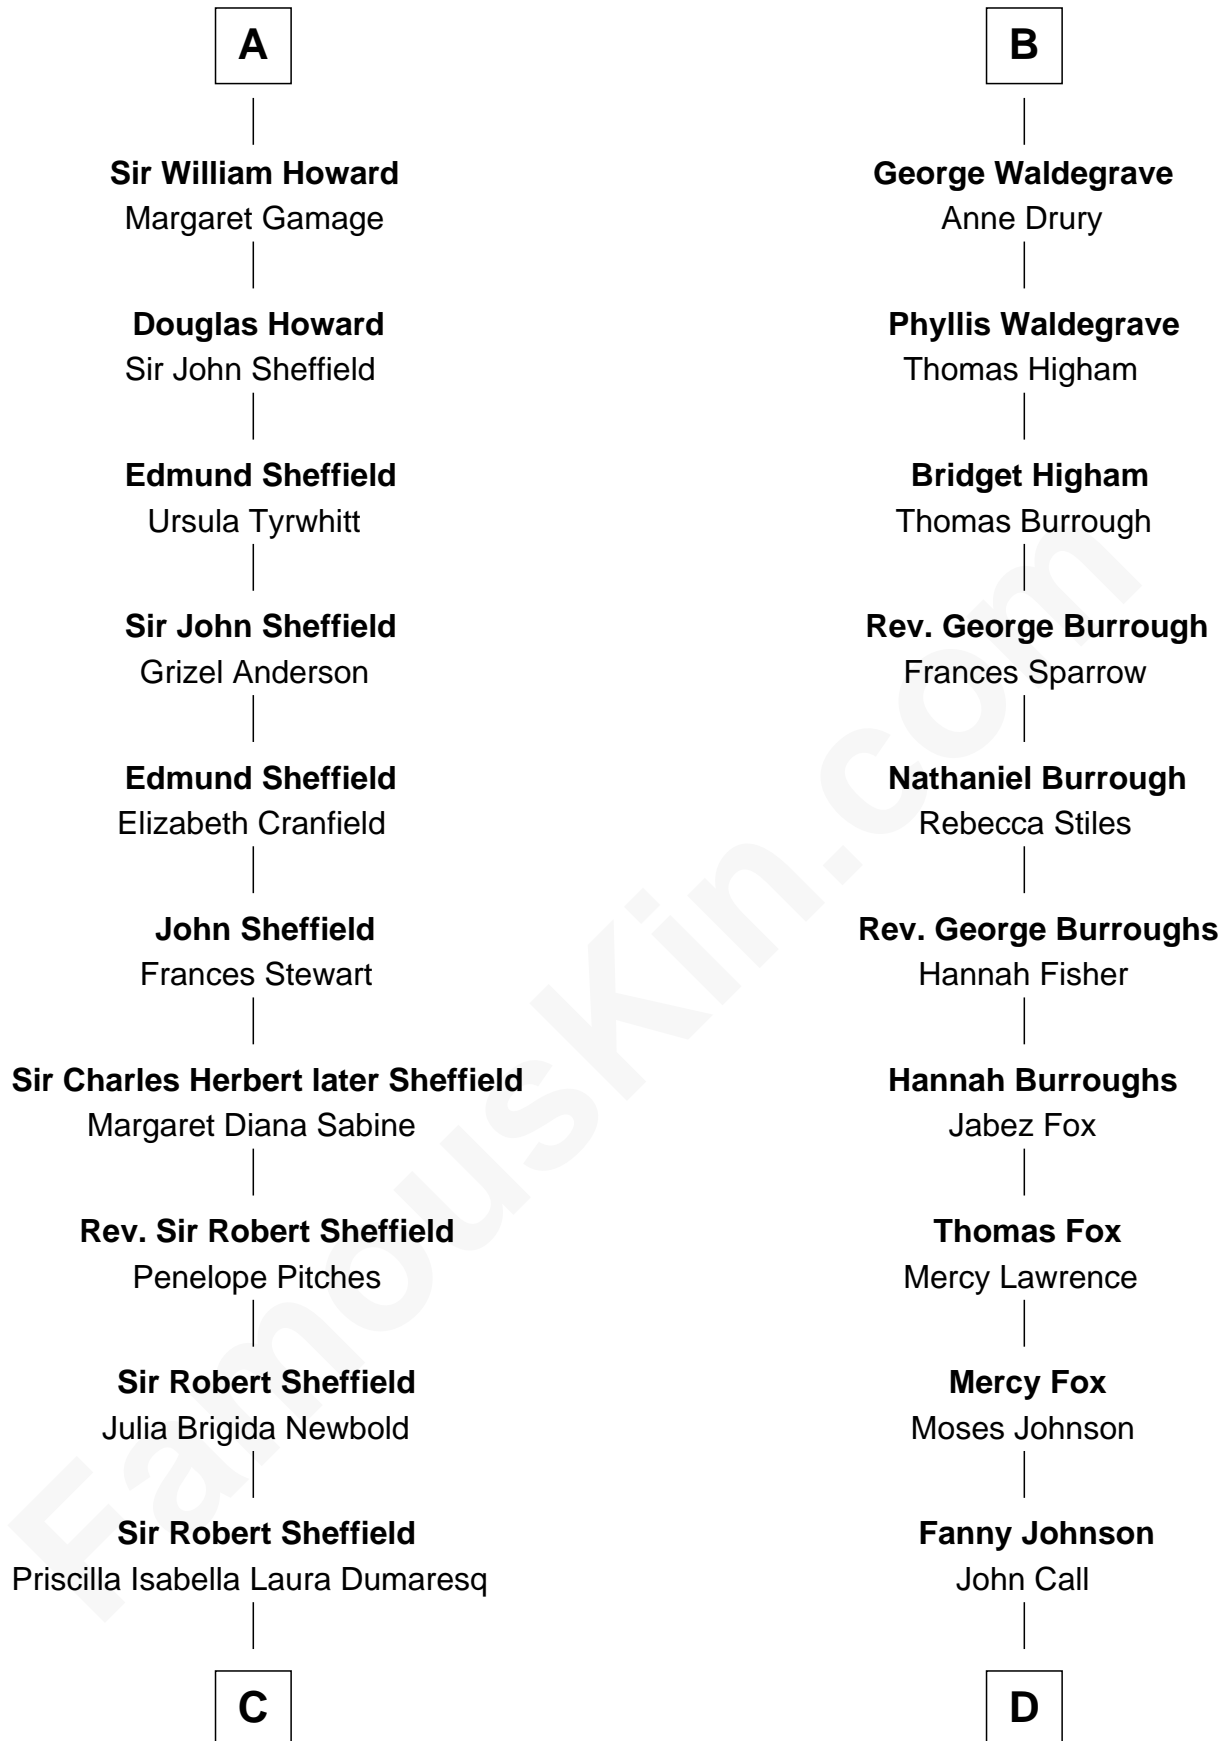 A
Sir William Howard
Margaret Gamage
Douglas Howard
Sir John Sheffield
Edmund Sheffield
Ursula Tyrwhitt
Sir John Sheffield
Grizel Anderson
Edmund Sheffield
Elizabeth Cranfield
John Sheffield
Frances Stewart
Sir Charles Herbert later Sheffield
Margaret Diana Sabine
Rev. Sir Robert Sheffield
Penelope Pitches
Sir Robert Sheffield
Julia Brigida Newbold
Sir Robert Sheffield
Priscilla Isabella Laura Dumaresq
C
B
George Waldegrave
Anne Drury
Phyllis Waldegrave
Thomas Higham
Bridget Higham
Thomas Burrough
Rev. George Burrough
Frances Sparrow
Nathaniel Burrough
Rebecca Stiles
Rev. George Burroughs
Hannah Fisher
Hannah Burroughs
Jabez Fox
Thomas Fox
Mercy Lawrence
Mercy Fox
Moses Johnson
Fanny Johnson
John Call
D
FamousKin.com